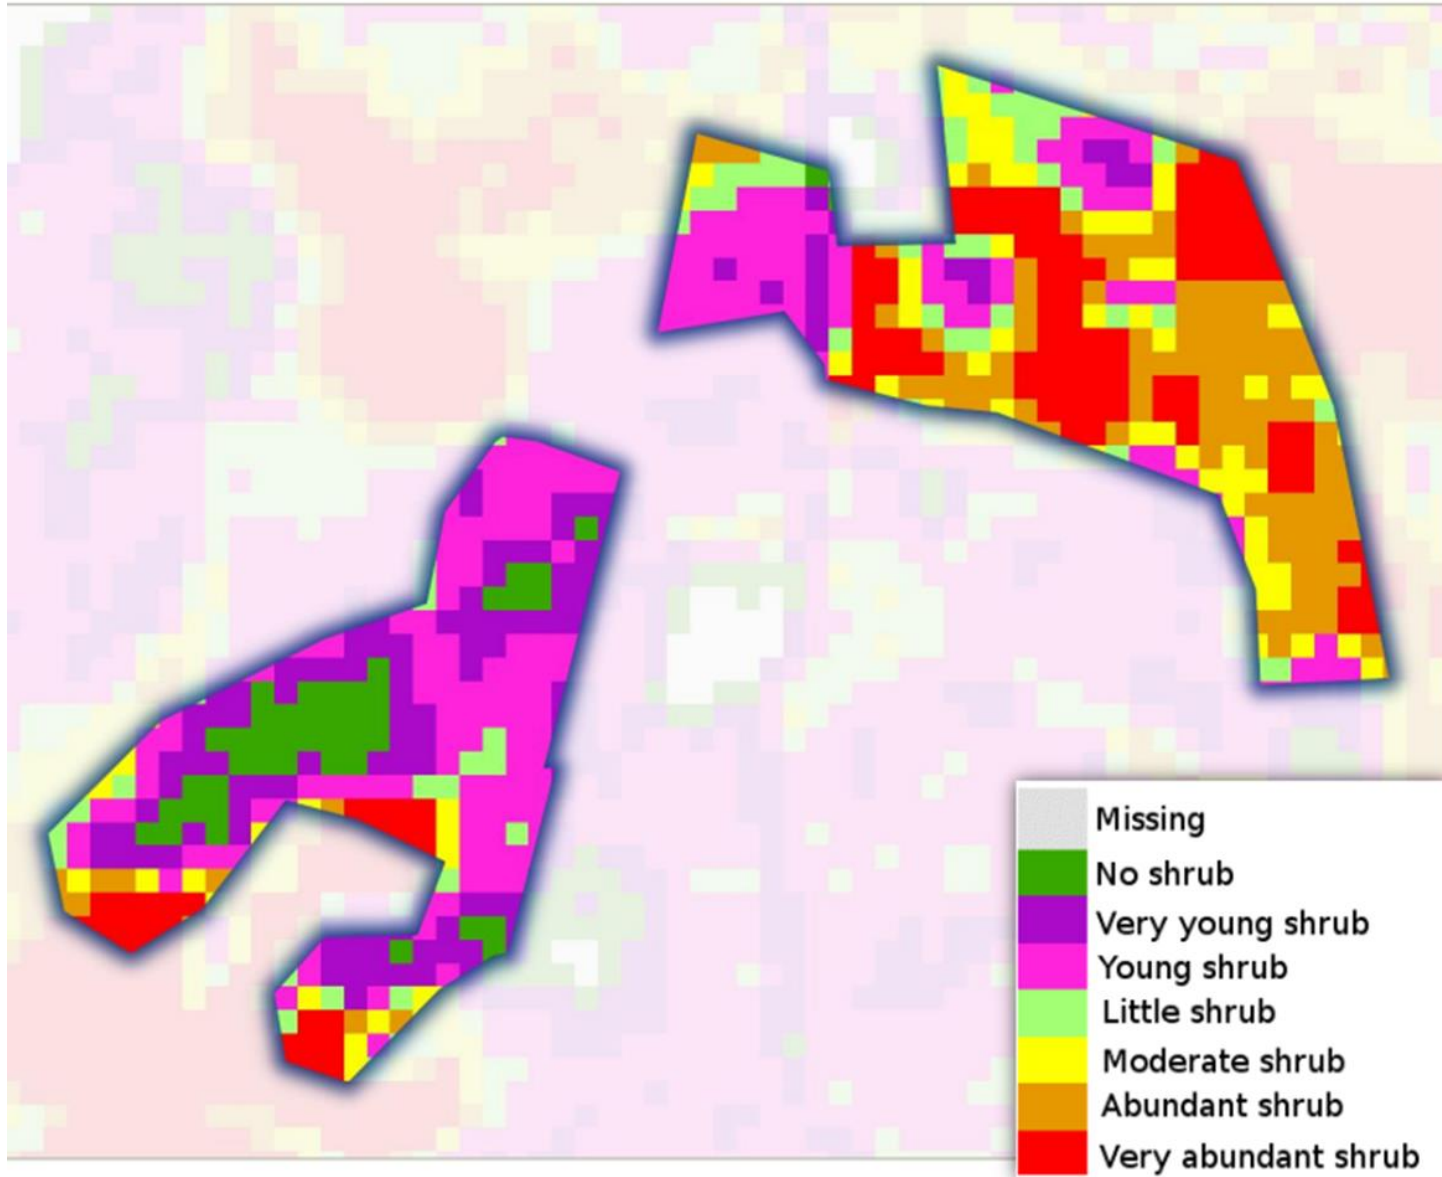 Missing
No shrub
Very young shrub
Young shrub
Little shrub
Moderate shrub
Abundant shrub
Very abundant shrub